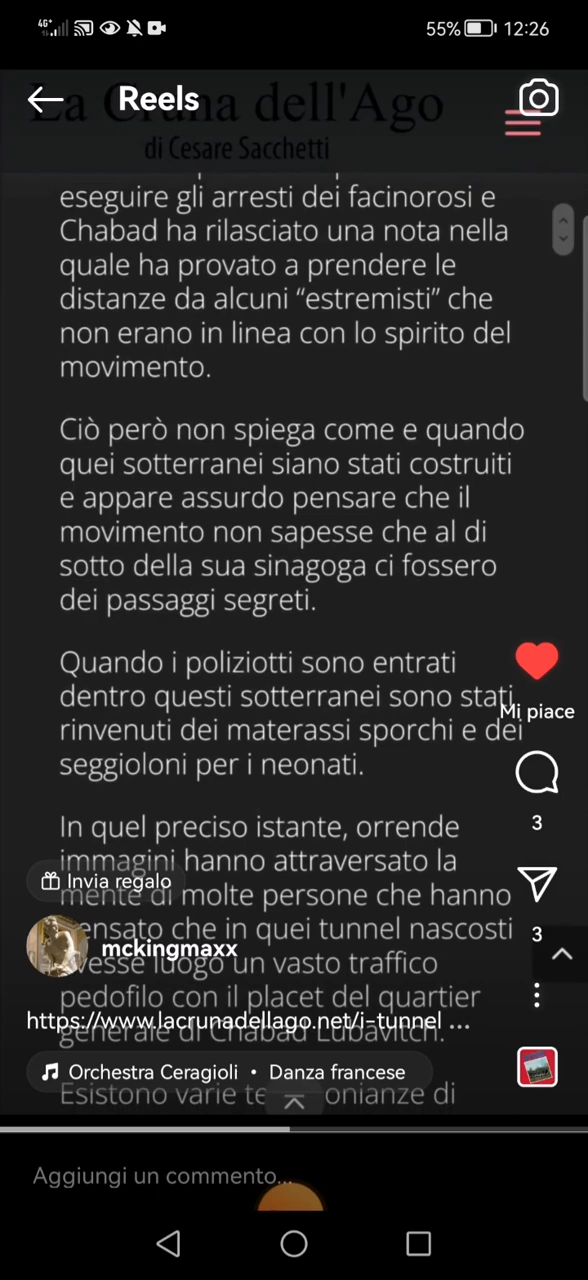 4G+
55% 12:26
Reels
La Cruna dell'Ago
di Cesare Sacchetti
eseguire gli arresti dei facinorosi e
Chabad ha rilasciato una nota nella
quale ha provato a prendere le
distanze da alcuni “estremisti” che
non erano in linea con lo spirito del
movimento.
Ciò però non spiega come e quando
quei sotterranei siano stati costruiti
e appare assurdo pensare che il
movimento non sapesse che al di
sotto della sua sinagoga ci fossero
dei passaggi segreti.
Quando i poliziotti sono entrati
dentro questi sotterranei sono stati
Mi piace
rinvenuti dei materassi sporchi e dei
seggioloni per i neonati.
3
In quel preciso istante, orrende
immagini hanno attraversato la
Invia regalo
mente di molte persone che hanno
pensato che in quei tunnel nascosti
3
mckingmaxx
avesse luogo un vasto traffico
pedofilo con il placet del quartier
https://www.lacrunadellago.net/i-tunnel ...
generale di Chabad Lubavitch.
Orchestra Ceragioli • Danza francese
Esistono varie te onianze di
Aggiungi un commento...